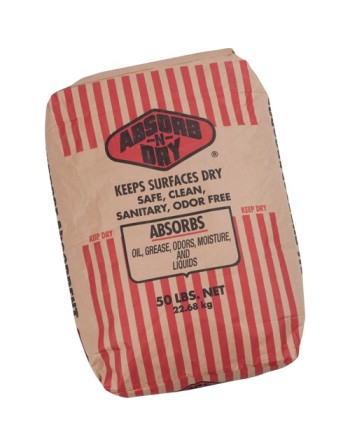 ABSORB
-N-
DRY
®
KEEPS SURFACES DRY
SAFE, CLEAN,
SANITARY, ODOR FREE
KEEP DRY
KEEP DRY
ABSORBS
OIL, GREASE, ODORS, MOISTURE,
AND
LIQUIDS
50 LBS. NET
22.68 kg